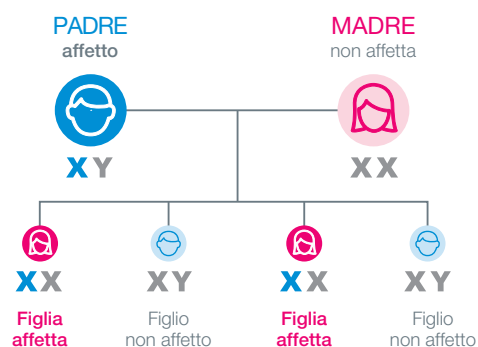 PADRE
affetto
MADRE
non affetta
XY
XX
XX
XY
XX
XY
Figlia
affetta
Figlio
non affetto
Figlia
affetta
Figlio
non affetto